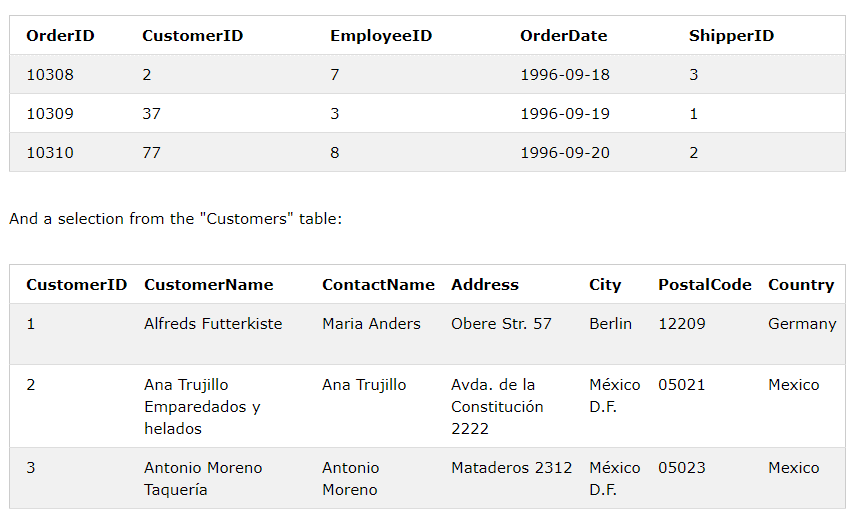 OrderID CustomerID EmployeeID OrderDate ShipperID
10308 2 7 1996-09-18 3
10309 37 3 1996-09-19 1
10310 77 8 1996-09-20 2
And a selection from the "Customers" table:
CustomerID CustomerName ContactName Address City PostalCode Country
1 Alfreds Futterkiste Maria Anders Obere Str. 57 Berlin 12209 Germany
2 Ana Trujillo Ana Trujillo Avda. de la México 05021 Mexico
Emparedados y Constitución D.F.
helados 2222
3 Antonio Moreno Antonio Mataderos 2312 México 05023 Mexico
Taquería Moreno D.F.